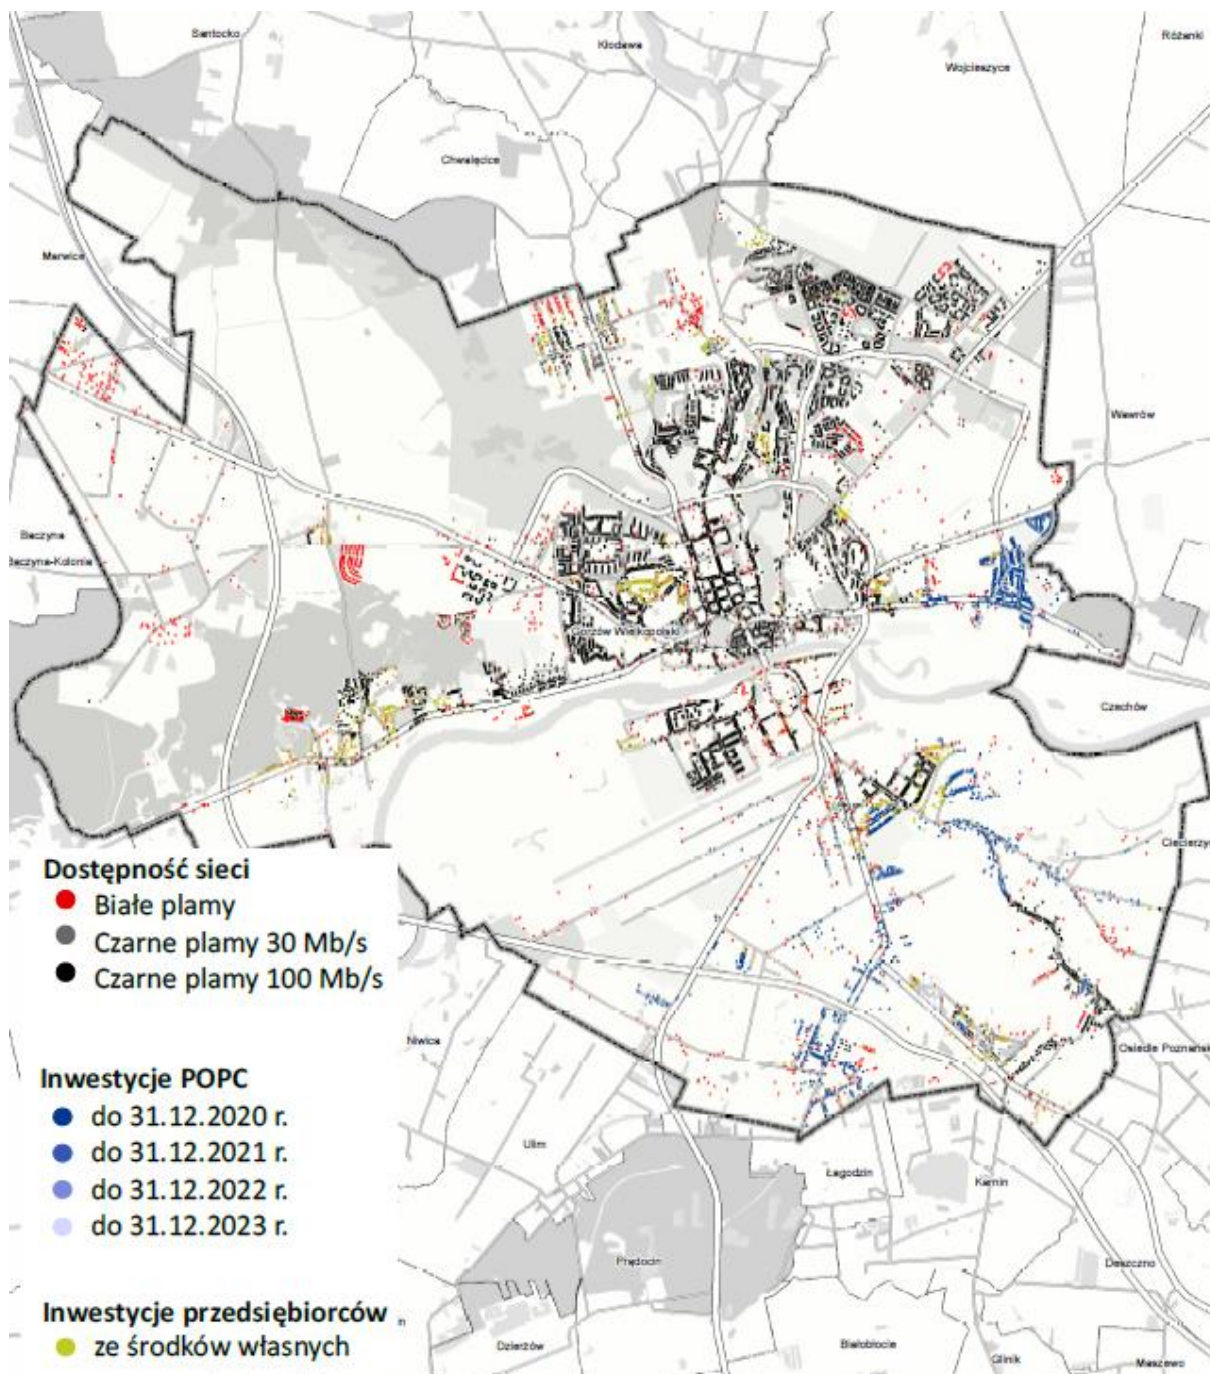 Santocko
Kłodawa
Różanki
Wojcieszyce
Chwalęcice
Marwice
Wawrów
Baczyna
Baczyna-Kolonie
Gorzów Wielkopolski
Czechów
Dostępność sieci
Białe plamy
Czarne plamy 30 Mb/s
Czarne plamy 100 Mb/s
Niwica
Osiedle Poznańsk
Inwestycje POPC
do 31.12.2020 r.
do 31.12.2021 r.
do 31.12.2022 r.
do 31.12.2023 r.
Ulim
Łagodzin
Karnin
Prądocin
Deszczno
Inwestycje przedsiębiorców
ze środków własnych
Dzierżów
Białobłocie
Glinik
Maszewo